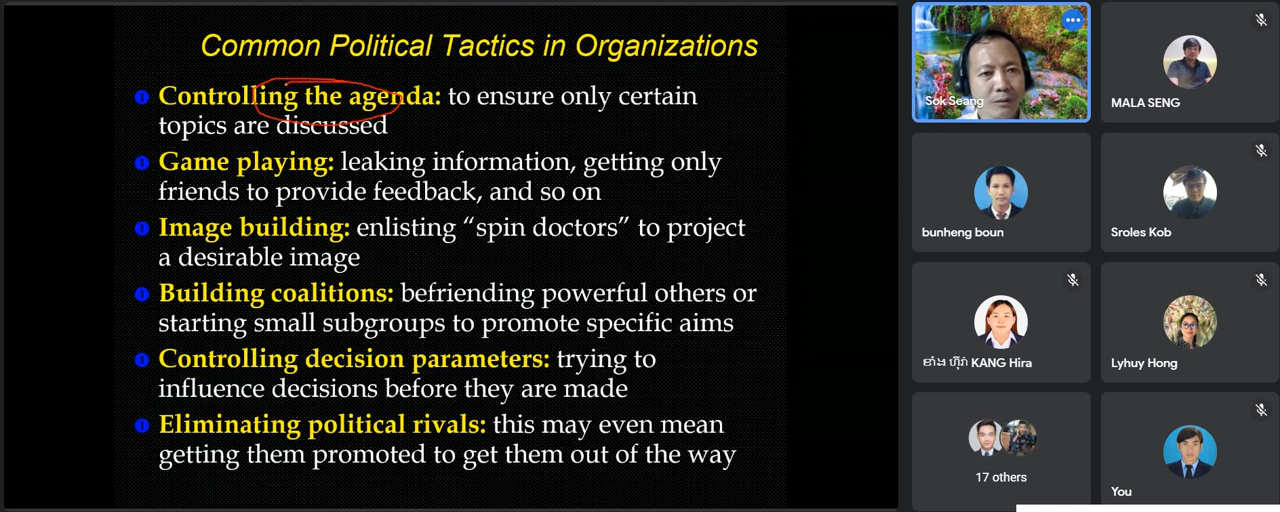 Common Political Tactics in Organizations
Controlling the agenda: to ensure only certain
topics are discussed
Game playing: leaking information, getting only
friends to provide feedback, and so on
Image building: enlisting “spin doctors” to project
a desirable image
Building coalitions: befriending powerful others or
starting small subgroups to promote specific aims
Controlling decision parameters: trying to
influence decisions before they are made
Eliminating political rivals: this may even mean
getting them promoted to get them out of the way
Sok Seang
MALA SENG
bunheng boun
Sroles Kob
ខាំង ហ៊ីរ៉ា KANG Hira
Lyhuy Hong
17 others
You